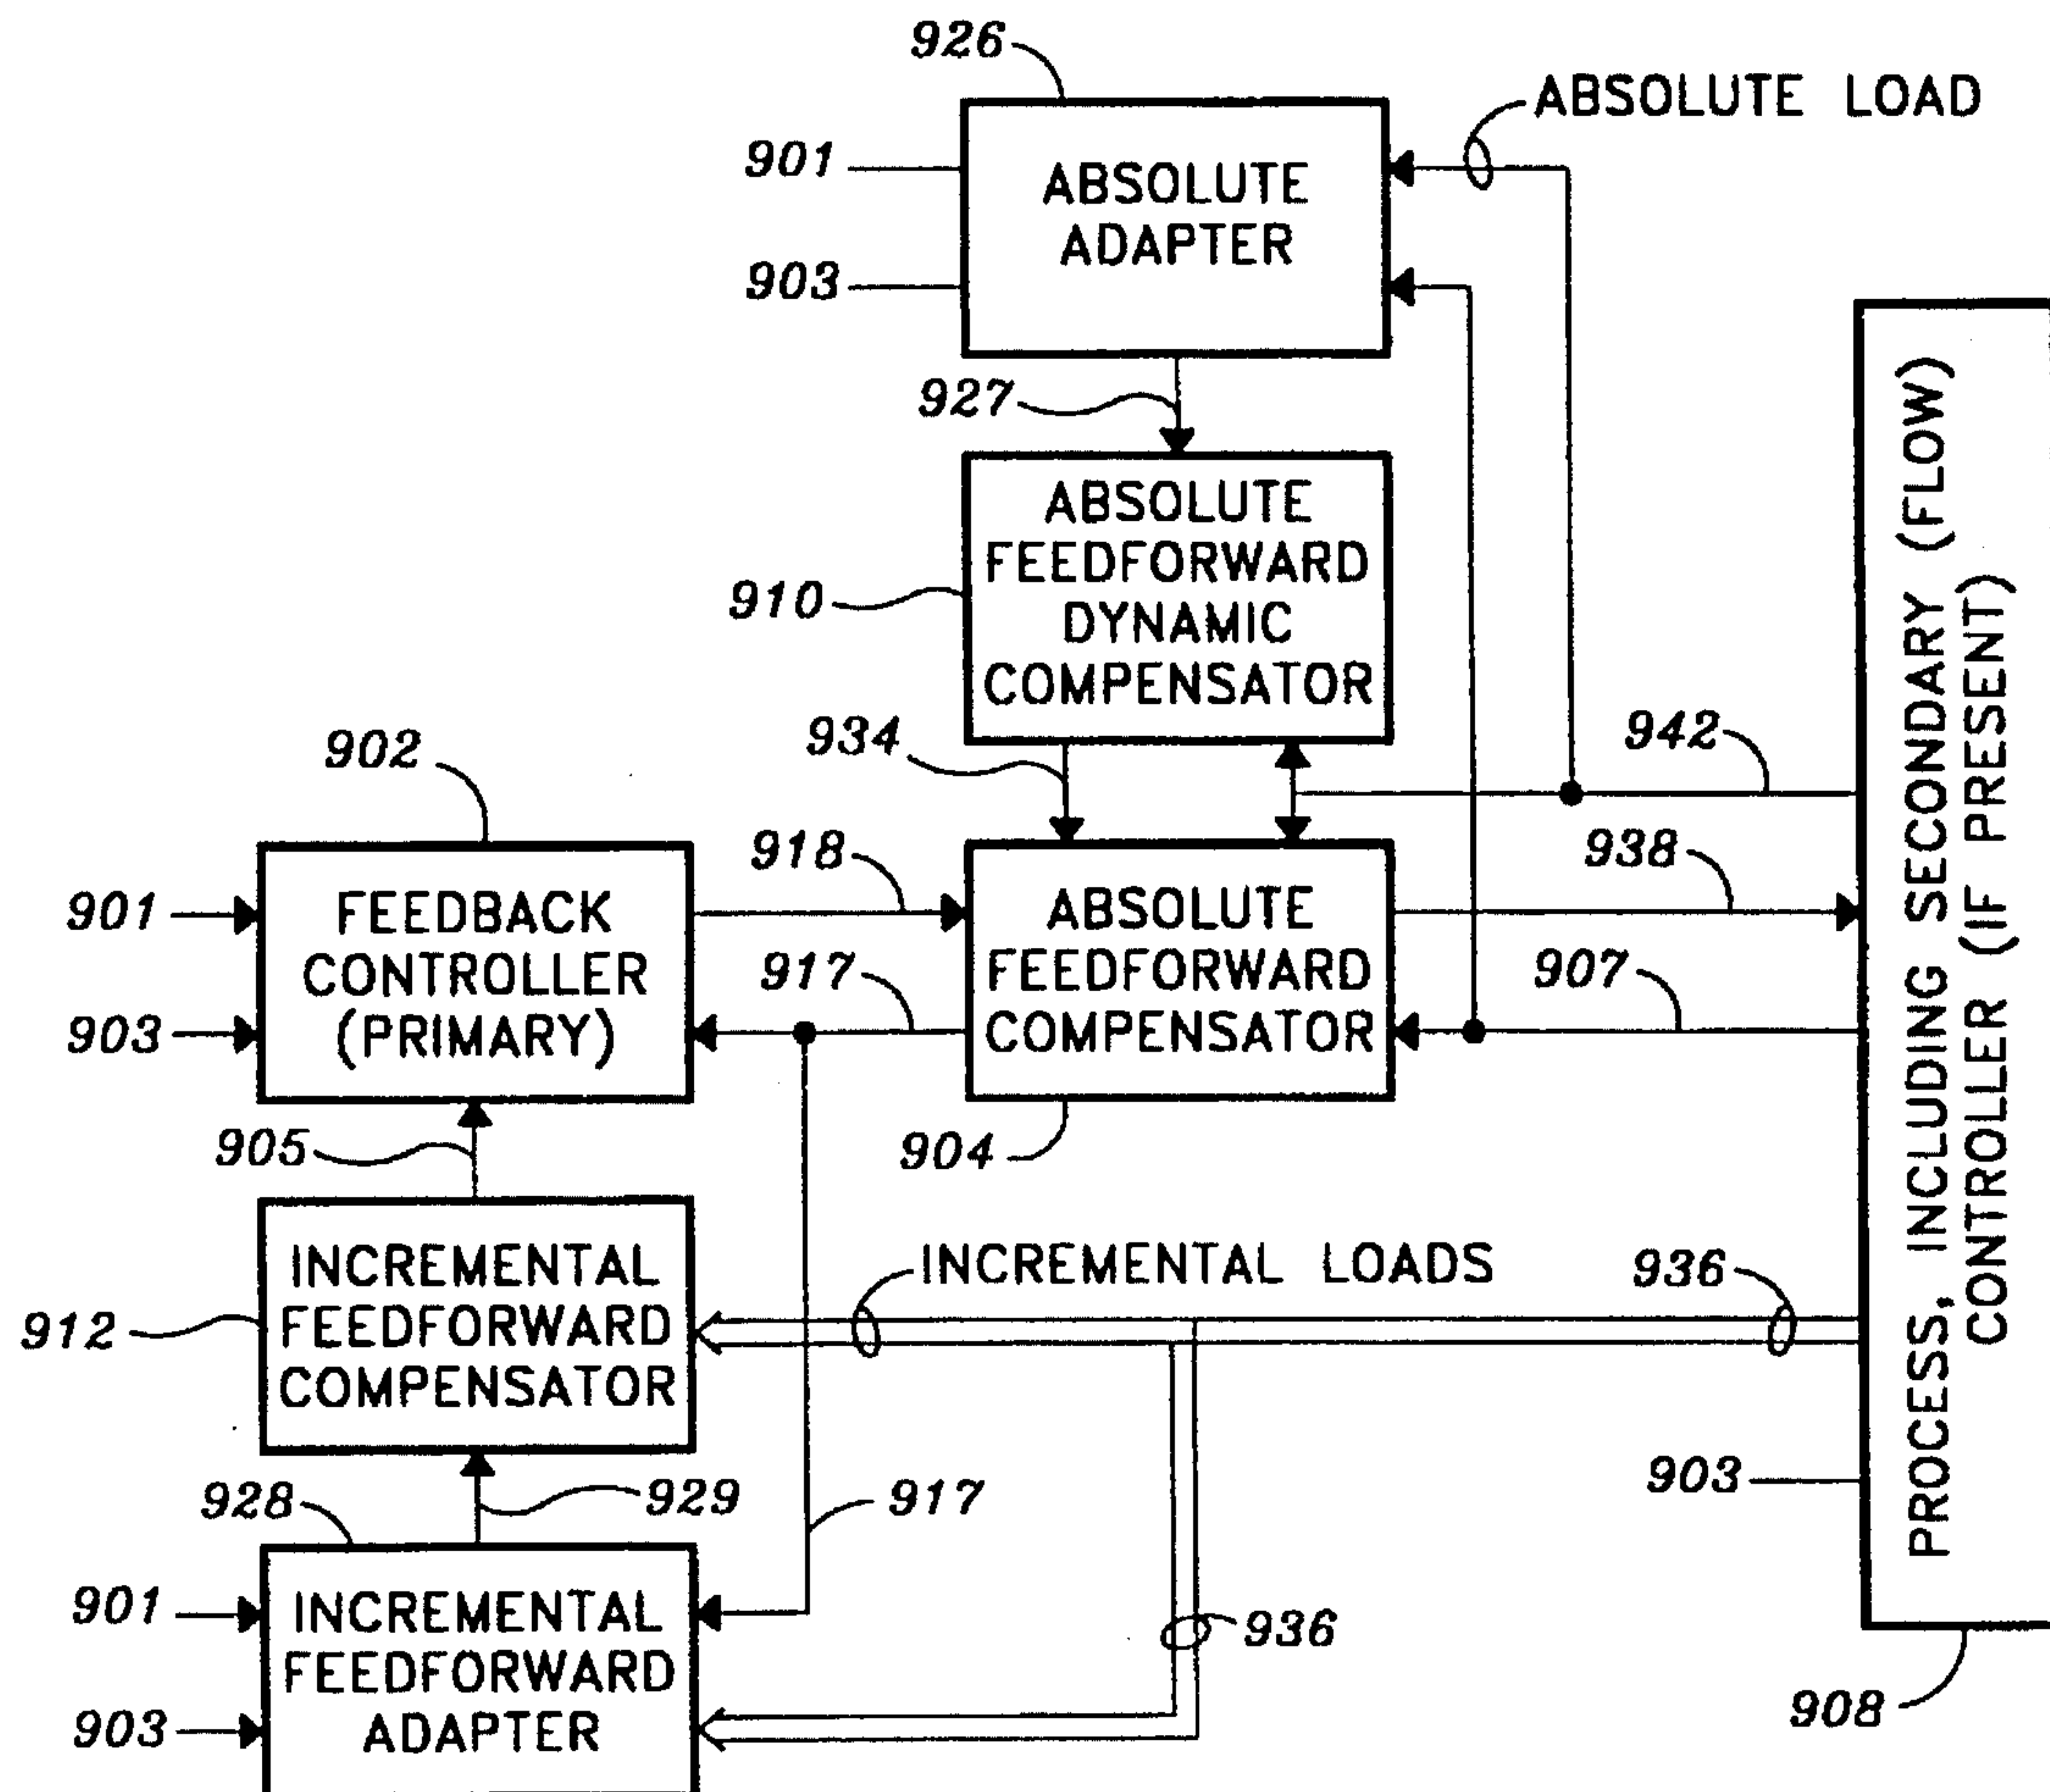 926
ABSOLUTE LOAD
901
903
ABSOLUTE
ADAPTER
927
ABSOLUTE
FEEDFORWARD
DYNAMIC
COMPENSATOR
910
934
942
902
918
938
901
FEEDBACK
CONTROLLER
(PRIMARY)
903
917
ABSOLUTE
FEEDFORWARD
COMPENSATOR
907
904
905
INCREMENTAL LOADS
936
912
INCREMENTAL
FEEDFORWARD
COMPENSATOR
903
928
929
917
901
INCREMENTAL
FEEDFORWARD
ADAPTER
903
936
PROCESS, INCLUDING SECONDARY (FLOW)
CONTROLLER (IF PRESENT)
908